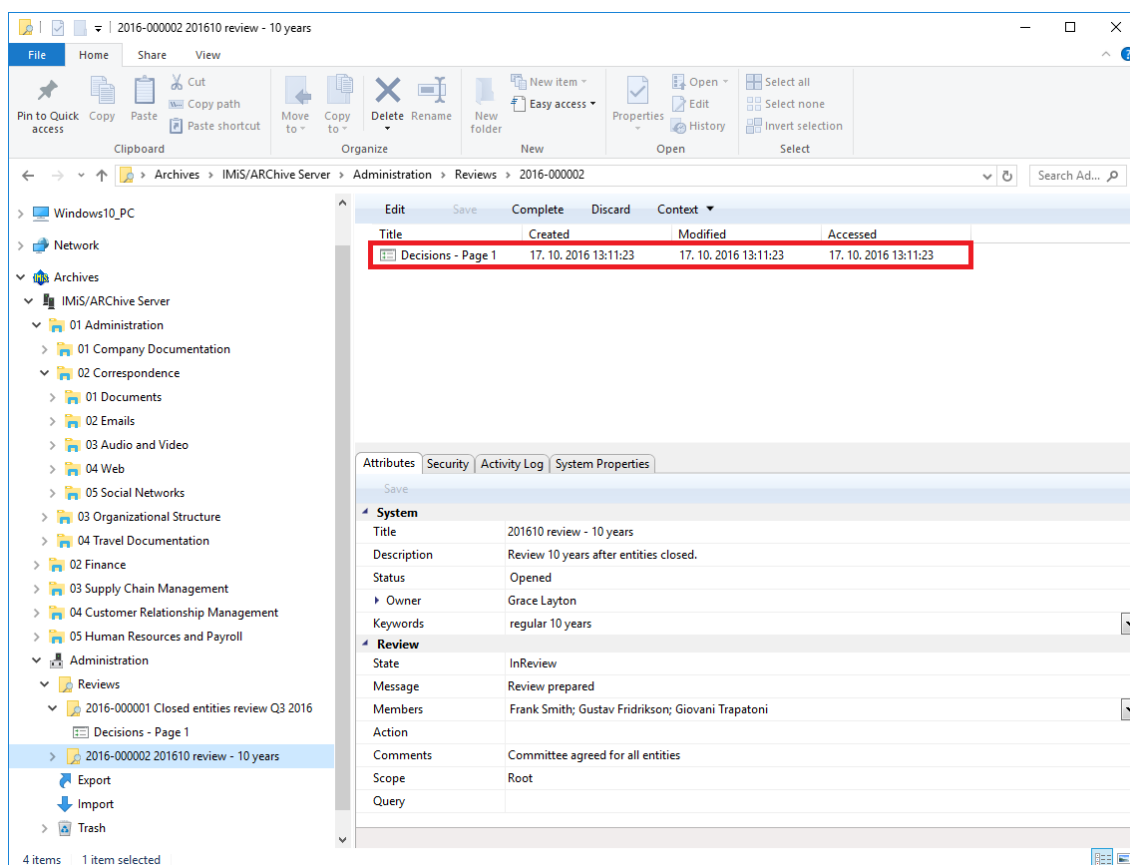 2016-000002 201610 review - 10 years
File Home Share View
Pin to Quick access
Copy
Paste
Cut
Copy path
Paste shortcut
Clipboard
Move to
Copy to
Delete
Rename
Organize
New folder
New item
Easy access
New
Properties
Open
Edit
History
Open
Select all
Select none
Invert selection
Select
Archives > IMiS/ARChive Server > Administration > Reviews > 2016-000002
Search Ad...
Windows10_PC
Network
Archives
IMiS/ARChive Server
01 Administration
01 Company Documentation
02 Correspondence
01 Documents
02 Emails
03 Audio and Video
04 Web
05 Social Networks
03 Organizational Structure
04 Travel Documentation
02 Finance
03 Supply Chain Management
04 Customer Relationship Management
05 Human Resources and Payroll
Administration
Reviews
2016-000001 Closed entities review Q3 2016
Decisions - Page 1
2016-000002 201610 review - 10 years
Export
Import
Trash
Edit Save Complete Discard Context
Title Created Modified Accessed
Decisions - Page 1 17. 10. 2016 13:11:23 17. 10. 2016 13:11:23 17. 10. 2016 13:11:23
Attributes Security Activity Log System Properties
Save
System
Title 201610 review - 10 years
Description Review 10 years after entities closed.
Status Opened
Owner Grace Layton
Keywords regular 10 years
Review
State InReview
Message Review prepared
Members Frank Smith; Gustav Fridrikson; Giovani Trapatoni
Action
Comments Committee agreed for all entities
Scope Root
Query
4 items 1 item selected